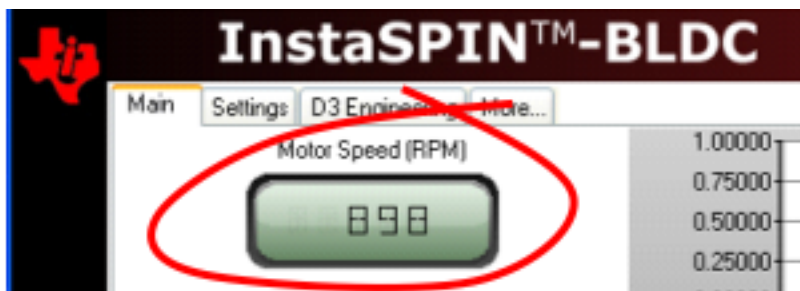 InstaSPIN™-BLDC
Main Settings D3 Engineering More...
Motor Speed (RPM)
898
1.00000
0.75000
0.50000
0.25000